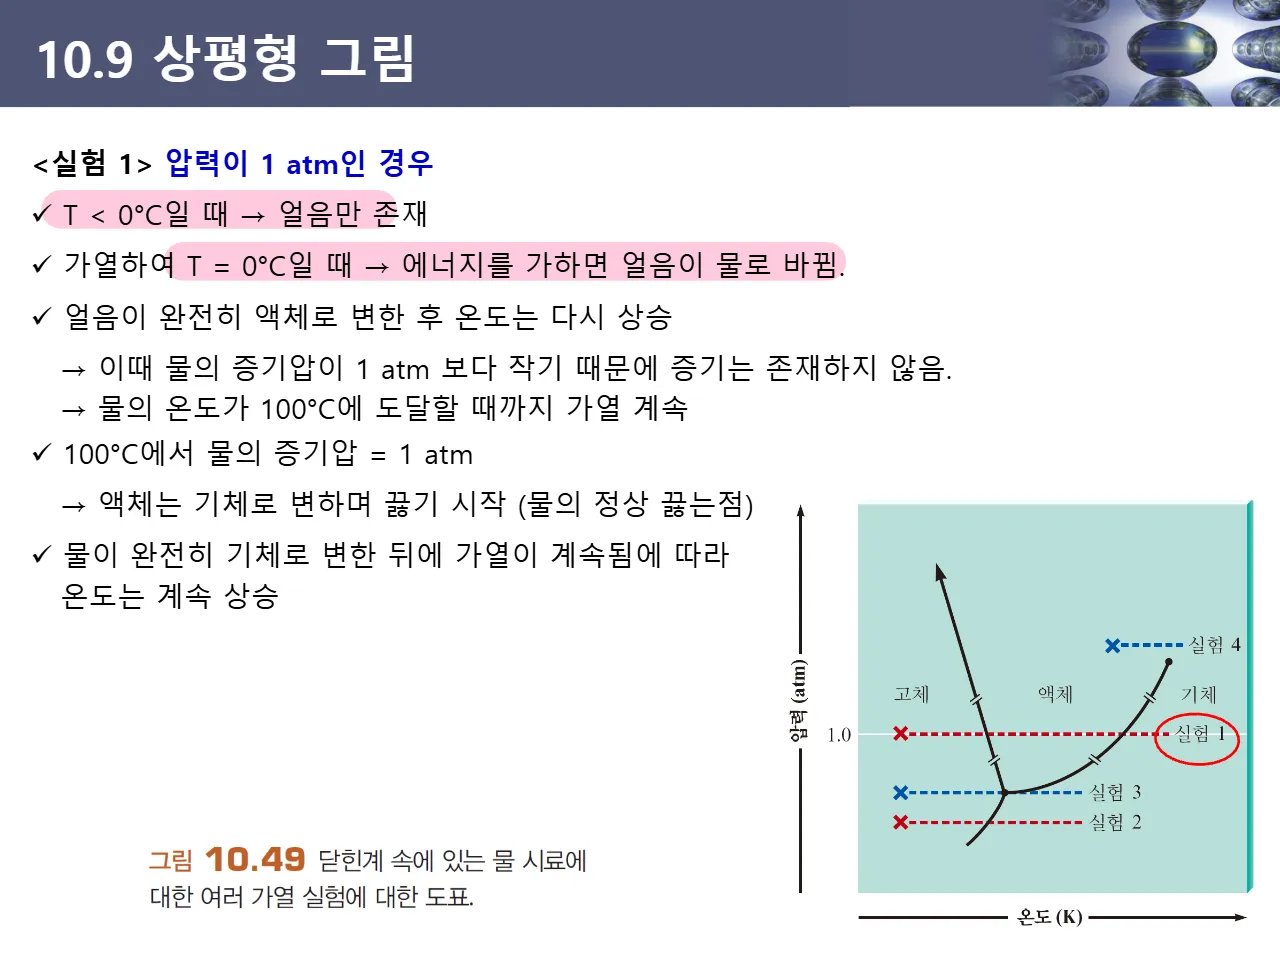 10.9 상평형 그림
<실험 1> 압력이 1 atm인 경우
✓ T < 0°C일 때 → 얼음만 존재
✓ 가열하여 T = 0°C일 때 → 에너지를 가하면 얼음이 물로 바뀜.
✓ 얼음이 완전히 액체로 변한 후 온도는 다시 상승
→ 이때 물의 증기압이 1 atm 보다 작기 때문에 증기는 존재하지 않음.
→ 물의 온도가 100°C에 도달할 때까지 가열 계속
✓ 100°C에서 물의 증기압 = 1 atm
→ 액체는 기체로 변하며 끓기 시작 (물의 정상 끓는점)
✓ 물이 완전히 기체로 변한 뒤에 가열이 계속됨에 따라
온도는 계속 상승
압력 (atm)
실험 4
고체 액체 기체
1.0
실험 1
실험 3
실험 2
온도 (K)
그림 10.49 닫힌계 속에 있는 물 시료에
대한 여러 가열 실험에 대한 도표.